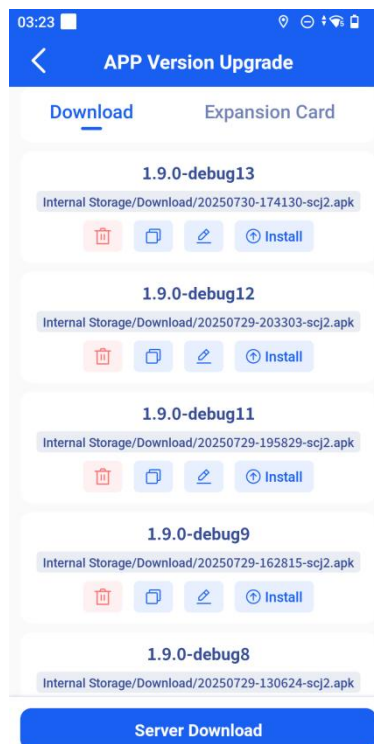 03:23
APP Version Upgrade
Download Expansion Card
1.9.0-debug13
Internal Storage/Download/20250730-174130-scj2.apk
Install
1.9.0-debug12
Internal Storage/Download/20250729-203303-scj2.apk
Install
1.9.0-debug11
Internal Storage/Download/20250729-195829-scj2.apk
Install
1.9.0-debug9
Internal Storage/Download/20250729-162815-scj2.apk
Install
1.9.0-debug8
Internal Storage/Download/20250729-130624-scj2.apk
Server Download